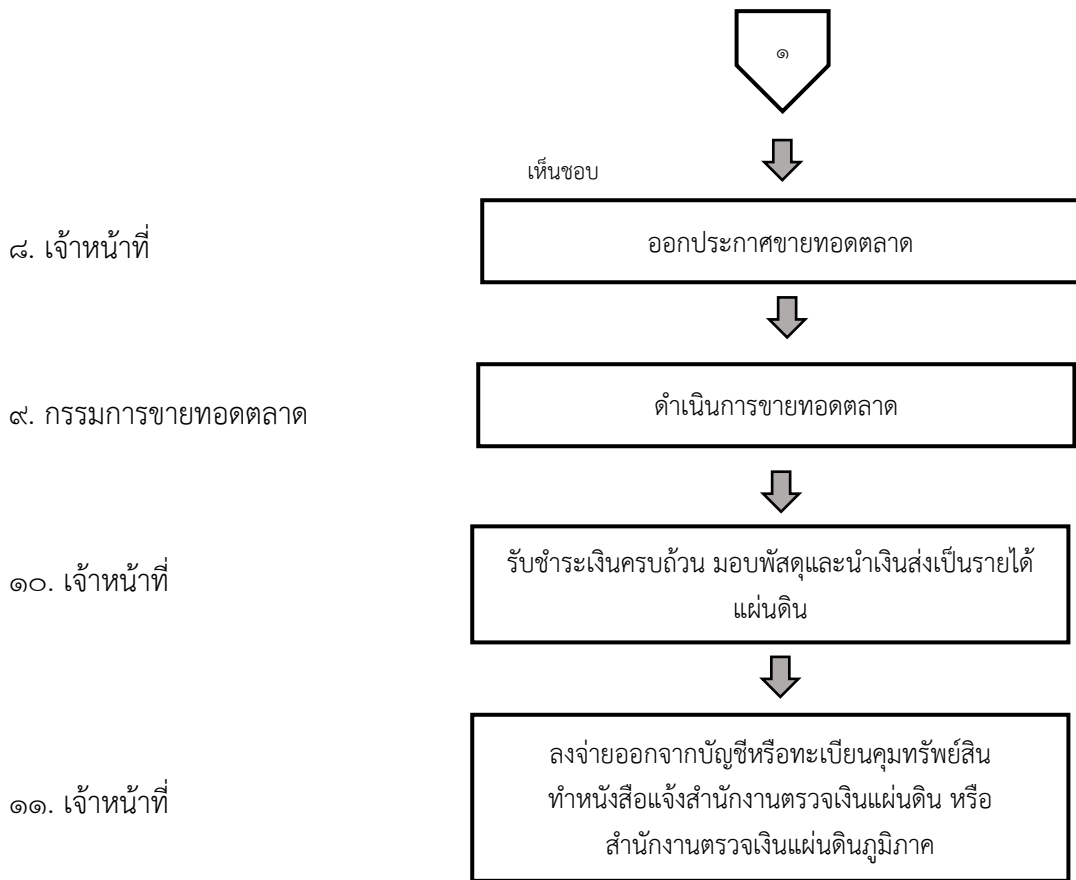 ๑
เห็นชอบ
๘. เจ้าหน้าที่
ออกประกาศขายทอดตลาด
๙. กรรมการขายทอดตลาด
ดำเนินการขายทอดตลาด
๑๐. เจ้าหน้าที่
รับชำระเงินครบถ้วน มอบพัสดุและนำเงินส่งเป็นรายได้
แผ่นดิน
๑๑. เจ้าหน้าที่
ลงจ่ายออกจากบัญชีหรือทะเบียนคุมทรัพย์สิน
ทำหนังสือแจ้งสำนักงานตรวจเงินแผ่นดิน หรือ
สำนักงานตรวจเงินแผ่นดินภูมิภาค